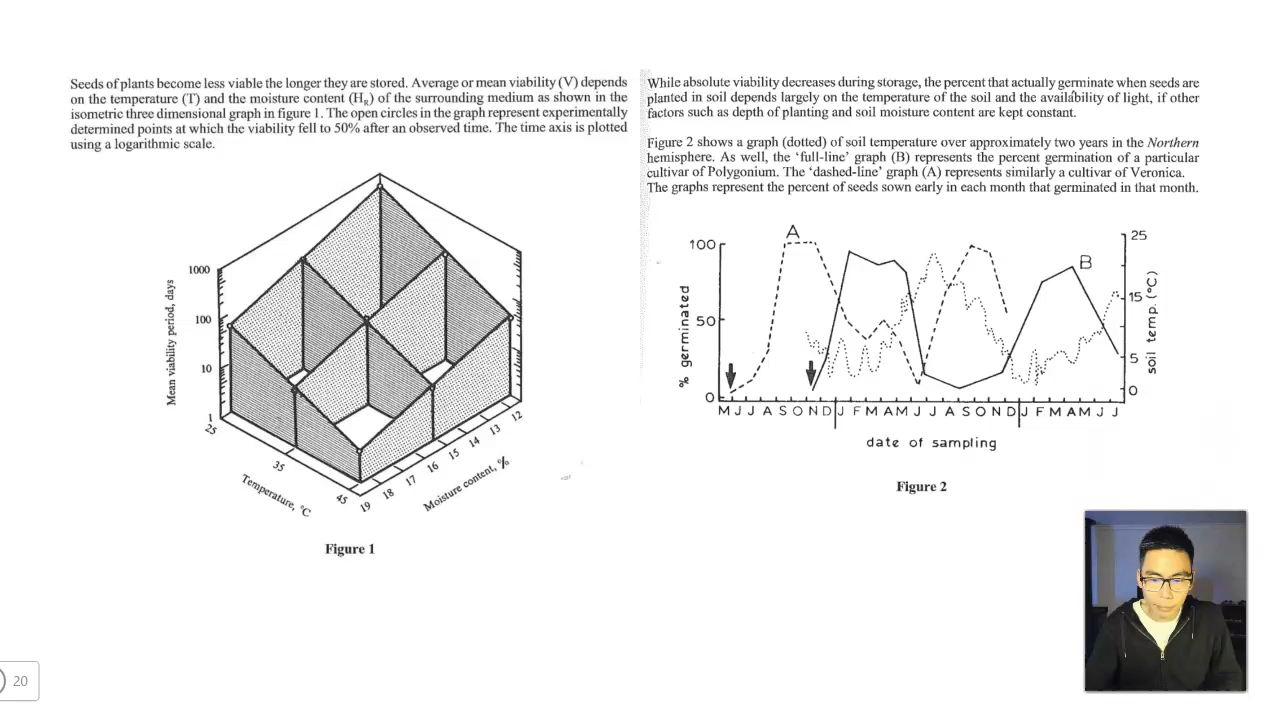 Seeds of plants become less viable the longer they are stored. Average or mean viability (V) depends
on the temperature (T) and the moisture content (HR) of the surrounding medium as shown in the
isometric three dimensional graph in figure 1. The open circles in the graph represent experimentally
determined points at which the viability fell to 50% after an observed time. The time axis is plotted
using a logarithmic scale.
Mean viability period, days
1000
100
10
1
25
35
45
Temperature, °C
19
18
17
16
15
14
13
12
Moisture content, %
Figure 1
While absolute viability decreases during storage, the percent that actually germinate when seeds are
planted in soil depends largely on the temperature of the soil and the availability of light, if other
factors such as depth of planting and soil moisture content are kept constant.
Figure 2 shows a graph (dotted) of soil temperature over approximately two years in the Northern
hemisphere. As well, the 'full-line' graph (B) represents the percent germination of a particular
cultivar of Polygonium. The 'dashed-line' graph (A) represents similarly a cultivar of Veronica.
The graphs represent the percent of seeds sown early in each month that germinated in that month.
A
B
% germinated
100
50
0
25
15
5
0
soil temp (°C)
M J J A S O N D J F M A M J J A S O N D J F M A M J J
date of sampling
Figure 2
20